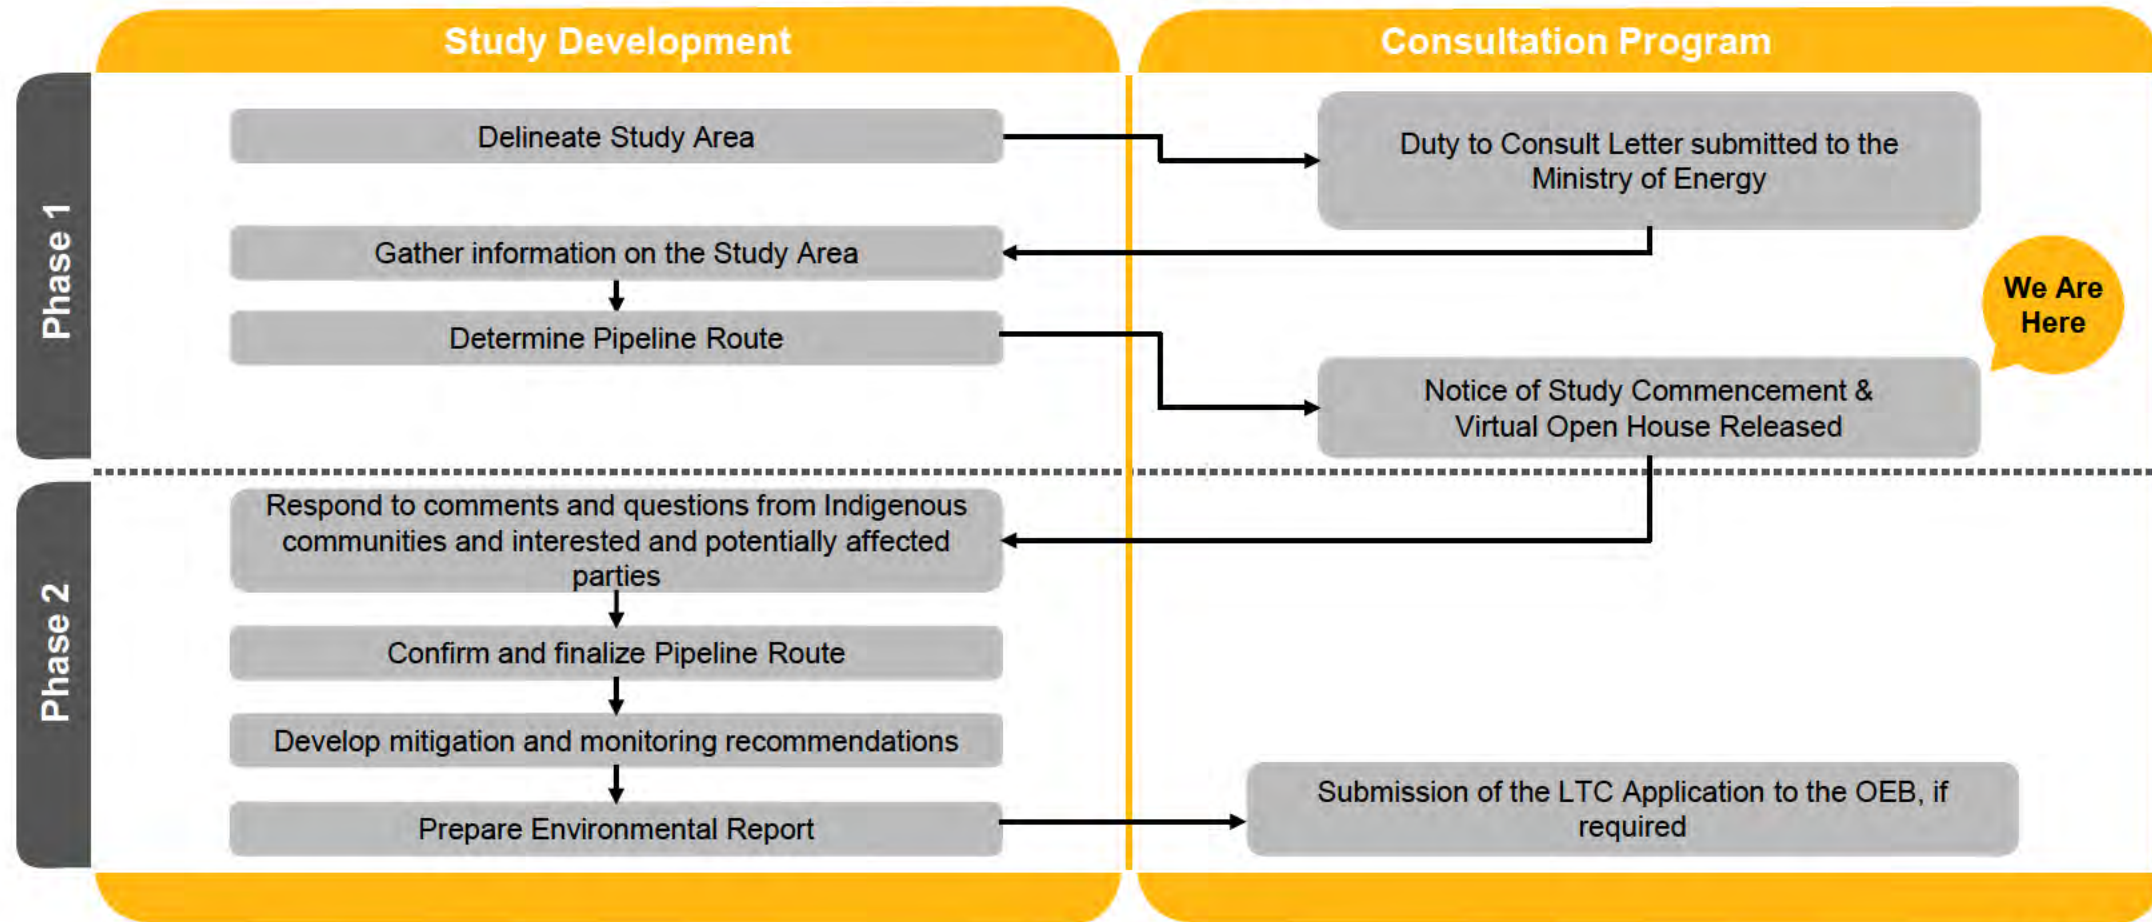 Study Development
Consultation Program
Phase 1
Delineate Study Area
Duty to Consult Letter submitted to the
Ministry of Energy
Gather information on the Study Area
Determine Pipeline Route
We Are
Here
Notice of Study Commencement &
Virtual Open House Released
Phase 2
Respond to comments and questions from Indigenous
communities and interested and potentially affected
parties
Confirm and finalize Pipeline Route
Develop mitigation and monitoring recommendations
Prepare Environmental Report
Submission of the LTC Application to the OEB, if
required